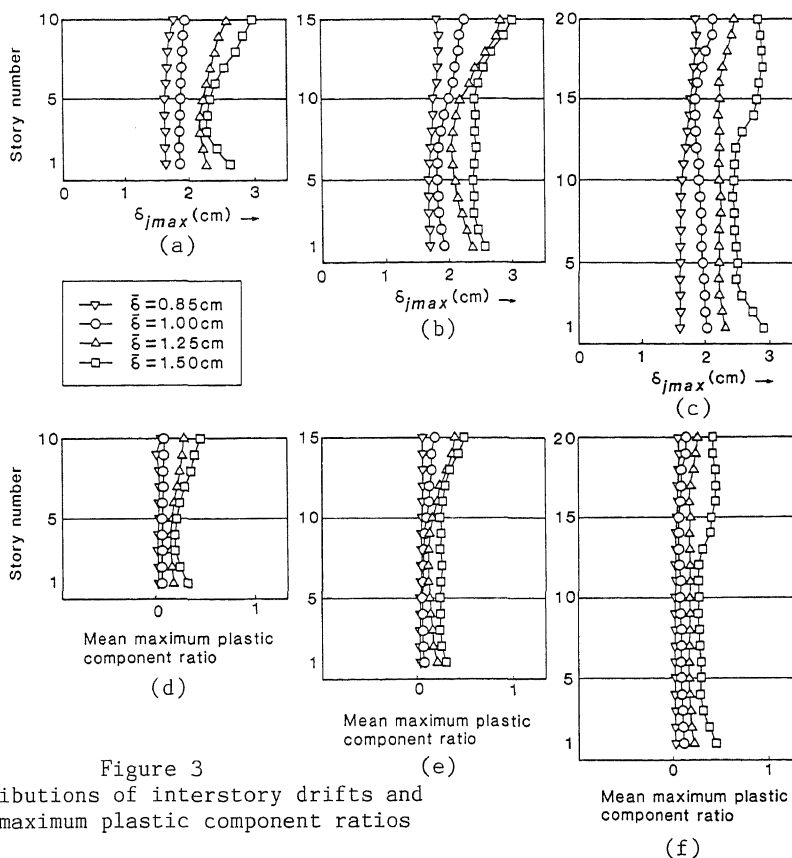 10
5
1
Story number
0
1
2
3
δjmax(cm) →
(a)
15
10
5
1
0
1
2
3
δjmax(cm) →
(b)
20
15
10
5
1
0
1
2
3
δjmax(cm) →
(c)
δ̄=0.85cm
δ̄=1.00cm
δ̄=1.25cm
δ̄=1.50cm
10
5
1
Story number
0
1
Mean maximum plastic
component ratio
(d)
15
10
5
1
0
1
Mean maximum plastic
component ratio
(e)
20
15
10
5
1
0
1
Mean maximum plastic
component ratio
(f)
Figure 3
ibutions of interstory drifts and
maximum plastic component ratios